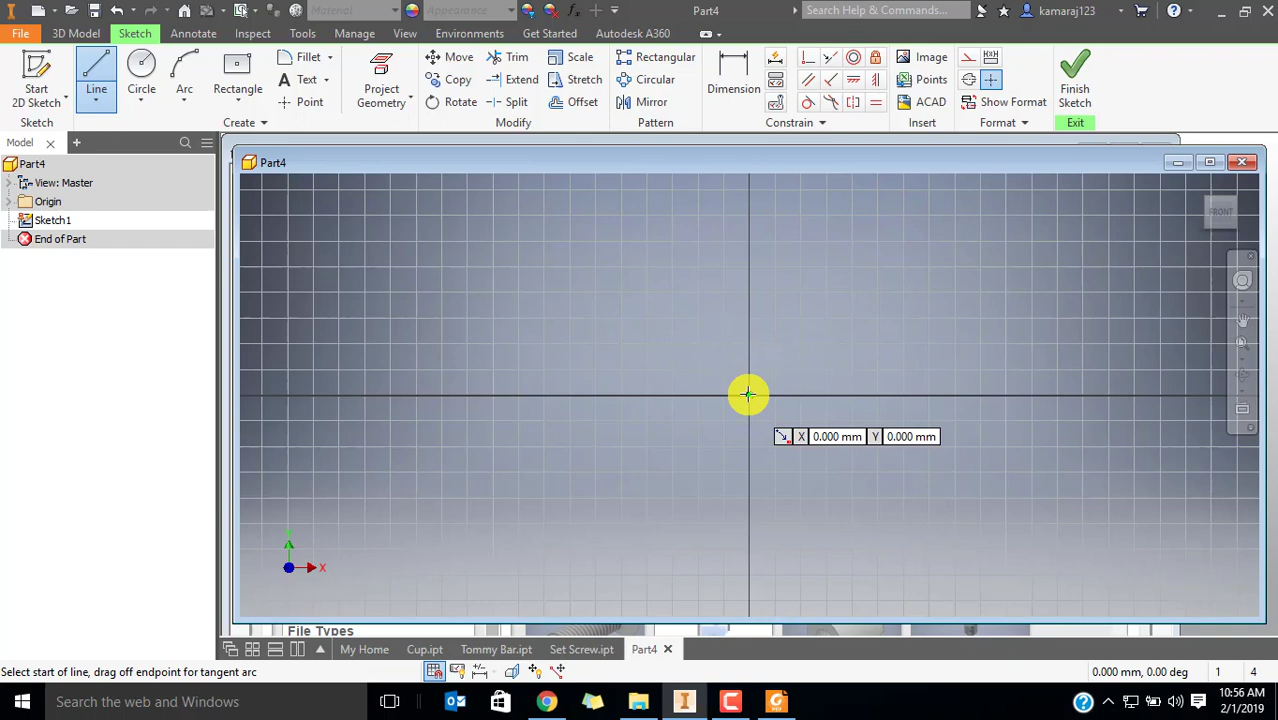 Material
Appearance
Part4
Search Help & Commands...
kamaraj123
File
3D Model
Sketch
Annotate
Inspect
Tools
Manage
View
Environments
Get Started
Autodesk A360
Start
2D Sketch
Line
Circle
Arc
Rectangle
Fillet
Text
Point
Project
Geometry
Move
Copy
Rotate
Trim
Extend
Split
Scale
Stretch
Offset
Rectangular
Circular
Mirror
Dimension
Image
Points
ACAD
Show Format
Finish
Sketch
Sketch
Create
Modify
Pattern
Constrain
Insert
Format
Exit
Model
Part4
View: Master
Origin
Sketch1
End of Part
Part4
FRONT
X 0.000 mm Y 0.000 mm
X
File Types
My Home
Cup.ipt
Tommy Bar.ipt
Set Screw.ipt
Part4
Select start of line, drag off endpoint for tangent arc
0.000 mm, 0.00 deg
1
4
Search the web and Windows
10:56 AM
2/1/2019